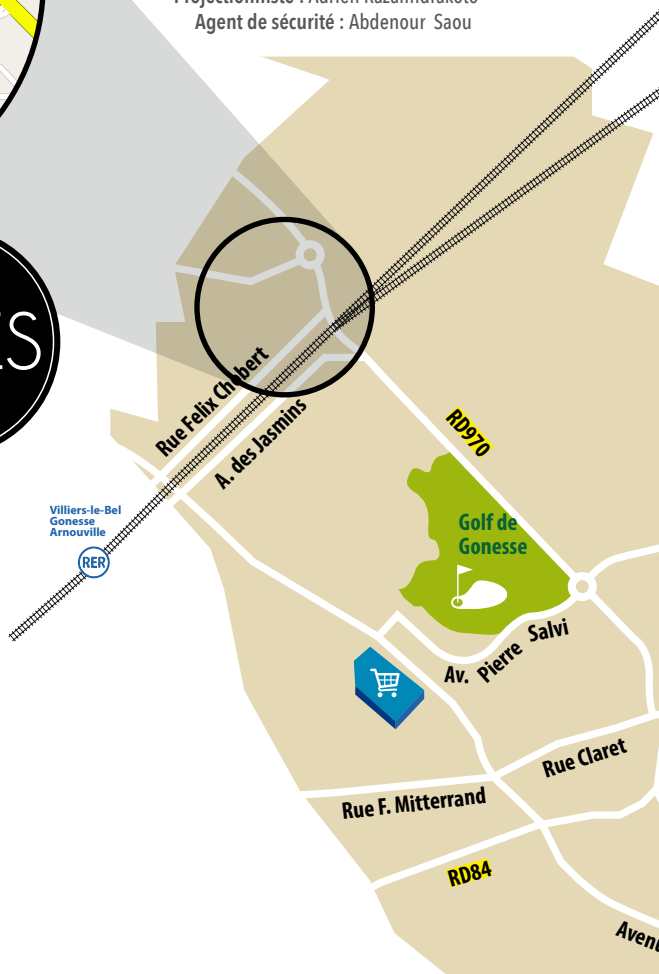 Agent de sécurité : Abdenour Saou
ES
Rue Felix Chobert
A. des Jasmins
RD970
Villiers-le-Bel
Gonesse
Arnouville
RER
Golf de
Gonesse
Av. Pierre Salvi
Rue Claret
Rue F. Mitterrand
RD84